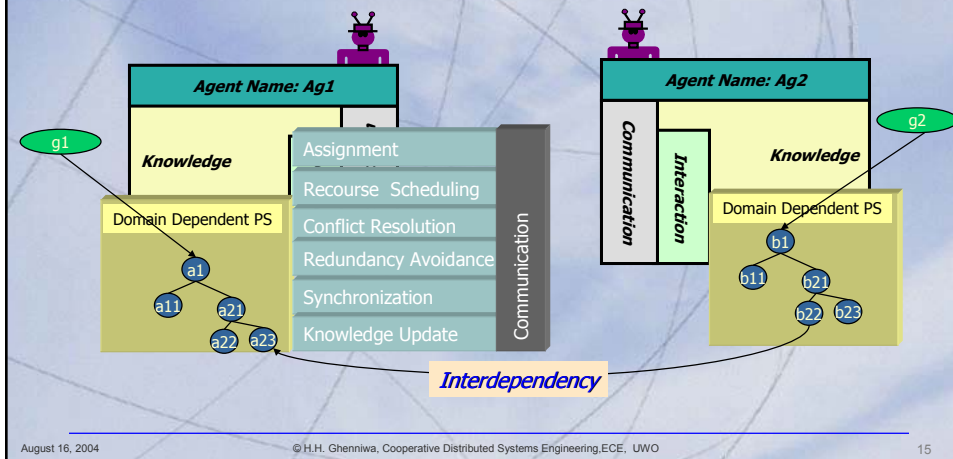 Agent Name: Ag1
g1
Knowledge
Assignment
Recourse Scheduling
Conflict Resolution
Redundancy Avoidance
Synchronization
Knowledge Update
Communication
Domain Dependent PS
a1
a11
a21
a22
a23
Agent Name: Ag2
g2
Communication
Interaction
Knowledge
Domain Dependent PS
b1
b11
b21
b22
b23
Interdependency
August 16, 2004
© H.H. Ghenniwa, Cooperative Distributed Systems Engineering,ECE, UWO
15